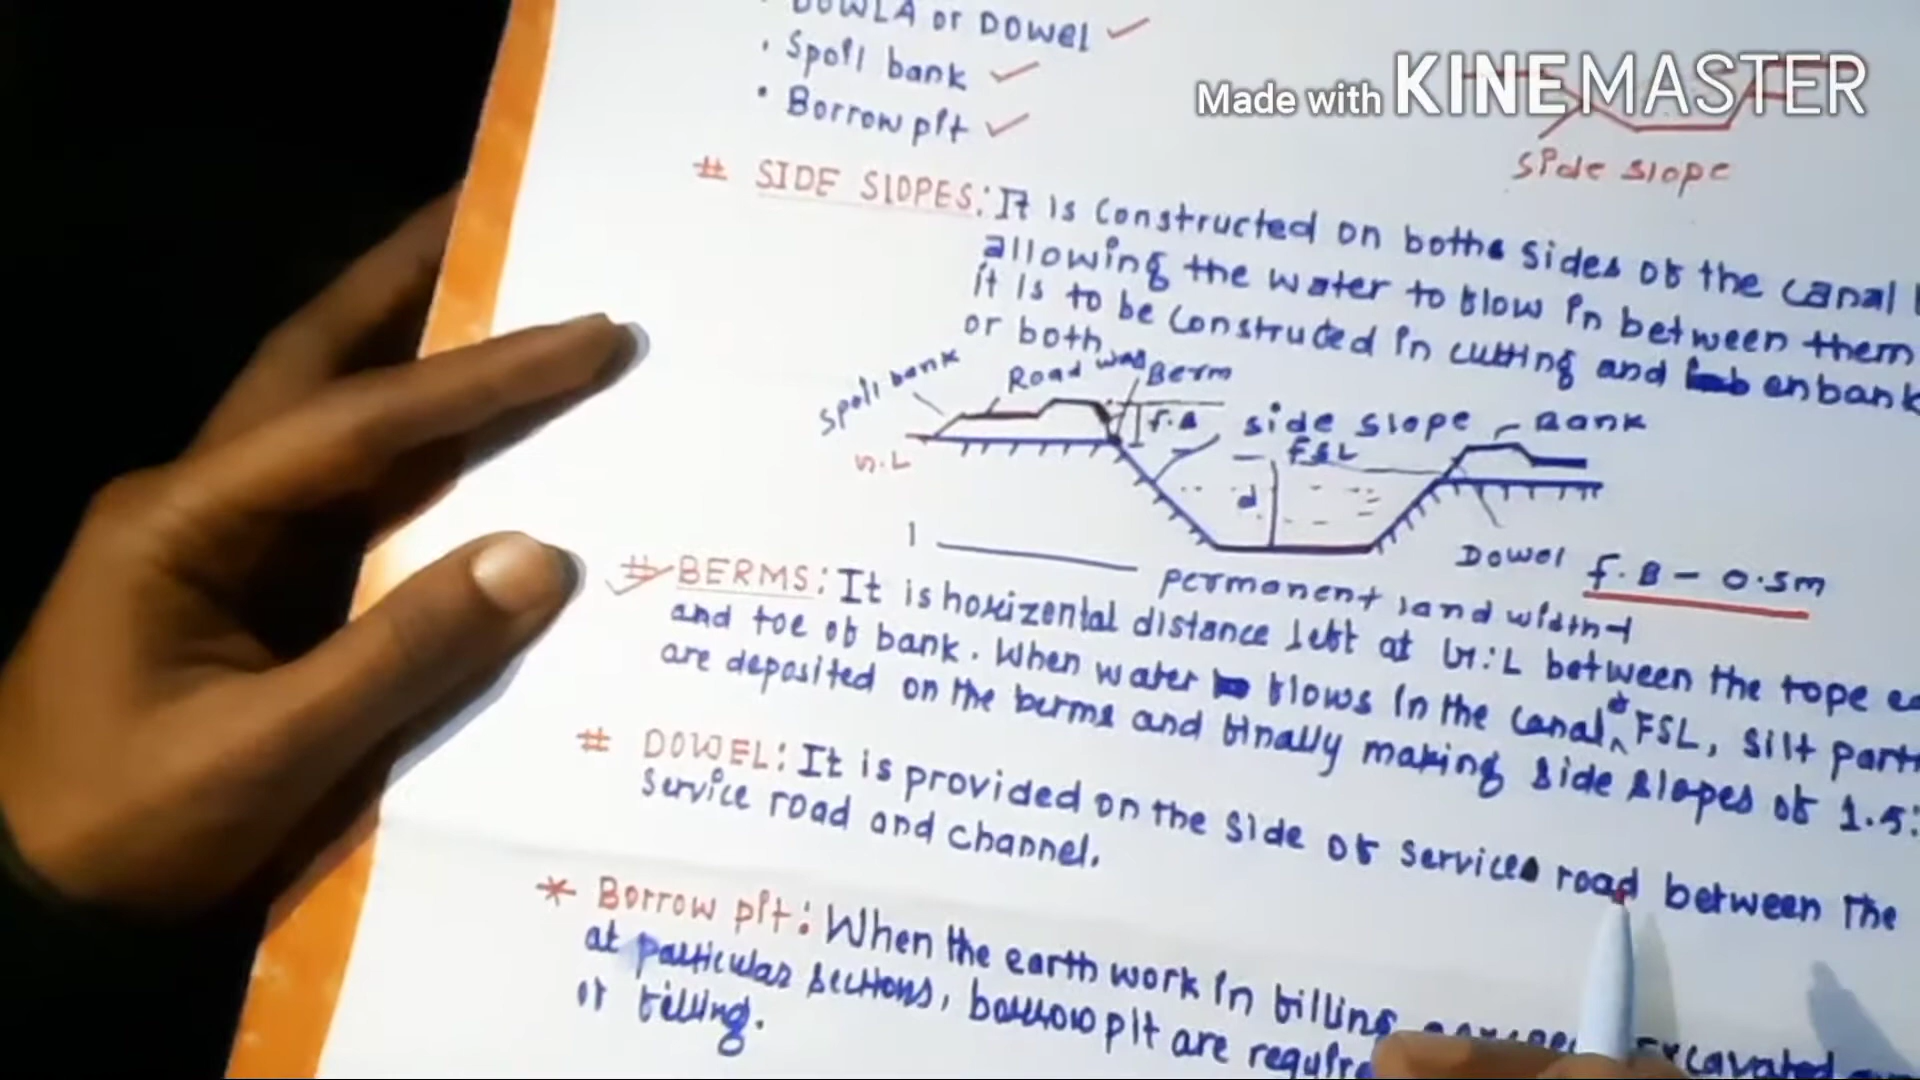 DOWLA or DOWel
Made with KINEMASTER
• Spoil bank
• Borrow pit
side slope
# SIDE SLOPES: It is constructed on boths sides of the canal
allowing the water to flow in between them
it is to be constructed in cutting and enbank
or both
Spoil bank
Road way
Berm
F.B
side slope
Bank
FSL
G.L
d
Dowel
F.B - 0.5m
permanent land width
# BERMS: It is horizental distance left at G.L between the tope
and toe of bank. When water flows in the canal FSL, silt part
are deposited on the berms and finally making side slopes of 1.5:
# DOWEL: It is provided on the side of service road between the
service road and channel.
* Borrow pit: When the earth work in filling excavated
at particular sections, borrow pit are require
or filling.